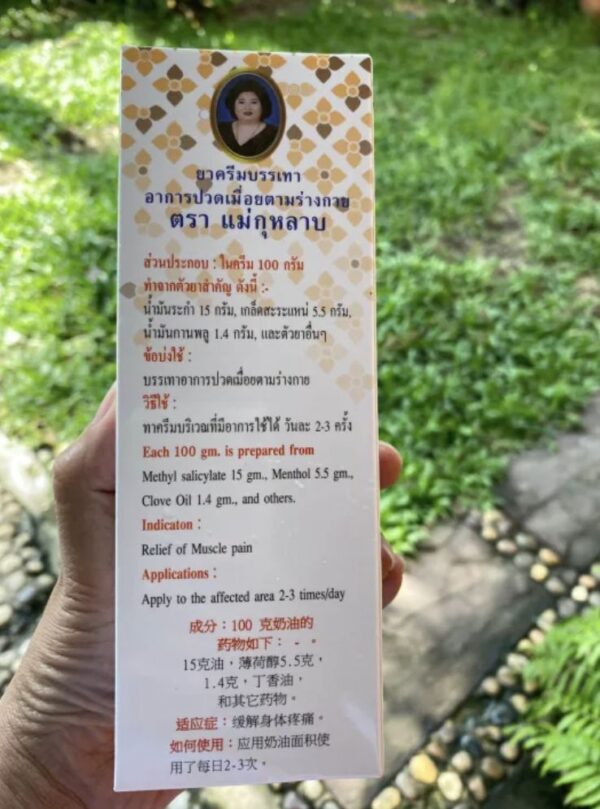 ยาครีมบรรเทา
อาการปวดเมื่อยตามร่างกาย
ตรา แม่กุหลาบ
ส่วนประกอบ : ในครีม 100 กรัม
ทำจากตัวยาสำคัญ ดังนี้ :-
น้ำมันระกำ 15 กรัม, เกล็ดสะระแหน่ 5.5 กรัม,
น้ำมันกานพลู 1.4 กรัม, และตัวยาอื่นๆ
ข้อบ่งใช้ :
บรรเทาอาการปวดเมื่อยตามร่างกาย
วิธีใช้ :
ทาครีมบริเวณที่มีอาการใช้ได้ วันละ 2-3 ครั้ง
Each 100 gm. is prepared from
Methyl salicylate 15 gm., Menthol 5.5 gm.,
Clove Oil 1.4 gm., and others.
Indicaton :
Relief of Muscle pain
Applications :
Apply to the affected area 2-3 times/day
成分：100 克奶油的
药物如下： - 。
15克油，薄荷醇5.5克，
1.4克，丁香油，
和其它药物。
适应症：缓解身体疼痛。
如何使用：应用奶油面积使
用了每日2-3次。